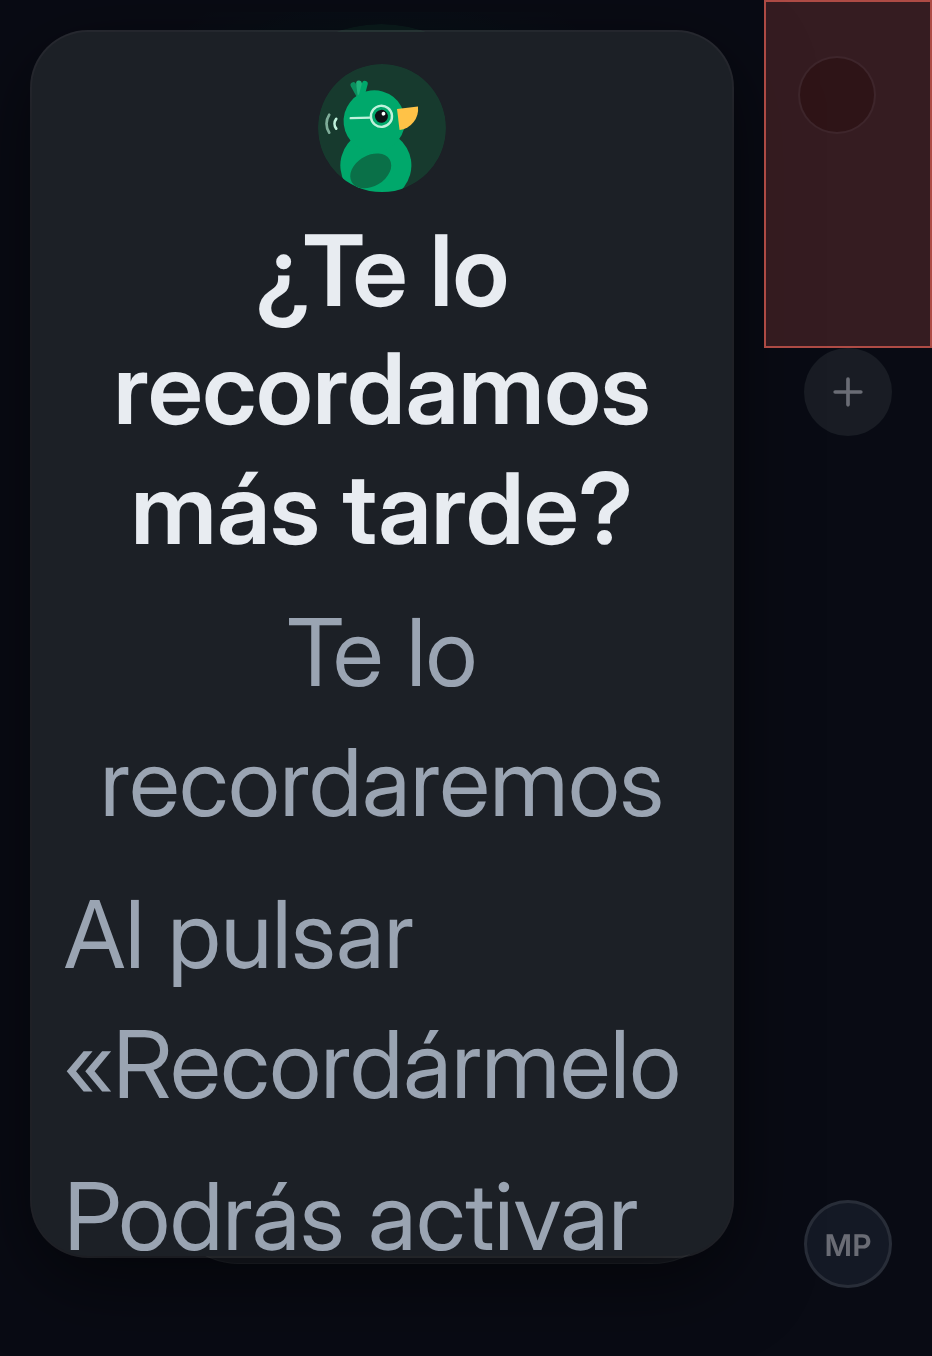 ¿Te lo
recordamos
más tarde?
Te lo
recordaremos
Al pulsar
«Recordármelo
Podrás activar
MP